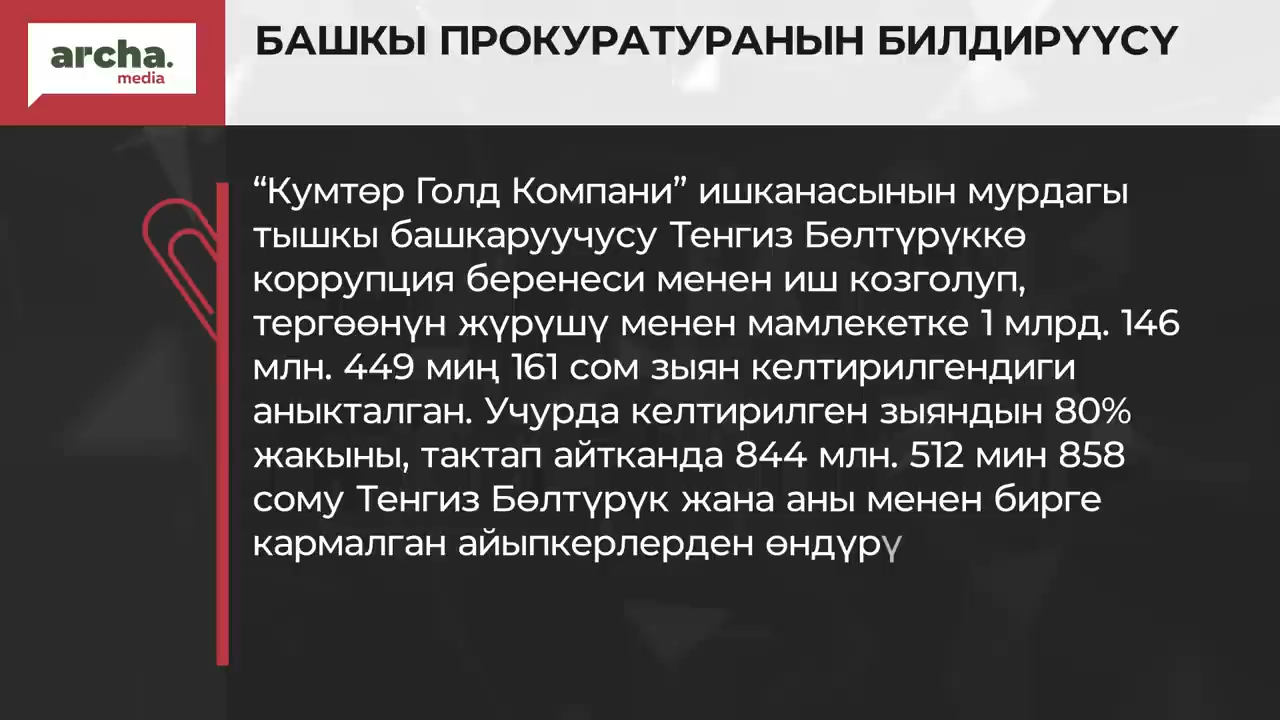 archa.
media
БАШКЫ ПРОКУРАТУРАНЫН БИЛДИРҮҮСҮ
“Кумтөр Голд Компани” ишканасынын мурдагы
тышкы башкаруучусу Тенгиз Бөлтүрүккө
коррупция беренеси менен иш козголуп,
тергөөнүн жүрүшү менен мамлекетке 1 млрд. 146
млн. 449 миң 161 сом зыян келтирилгендиги
аныкталган. Учурда келтирилген зыяндын 80%
жакыны, тактап айтканда 844 млн. 512 мин 858
сому Тенгиз Бөлтүрүк жана аны менен бирге
кармалган айыпкерлерден өндүрү